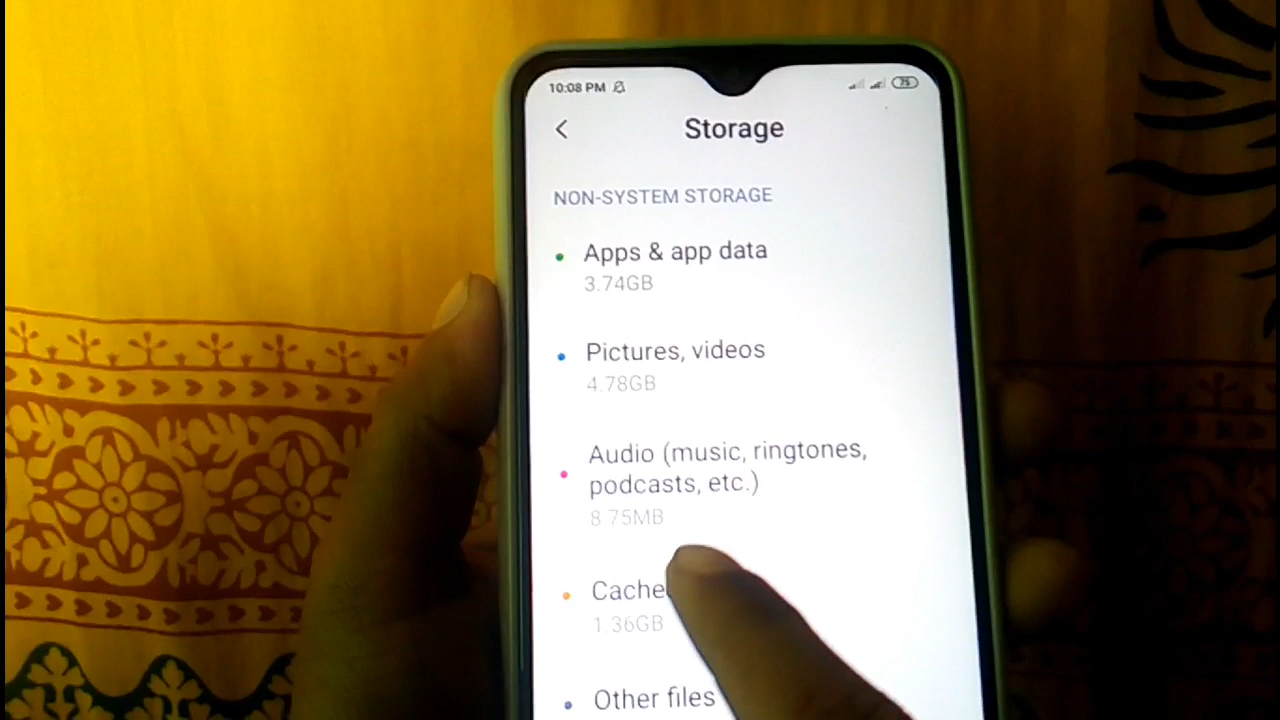 10:08 PM 75
Storage
NON-SYSTEM STORAGE
Apps & app data
3.74GB
Pictures, videos
4.78GB
Audio (music, ringtones,
podcasts, etc.)
8.75MB
Cache
1.36GB
Other files